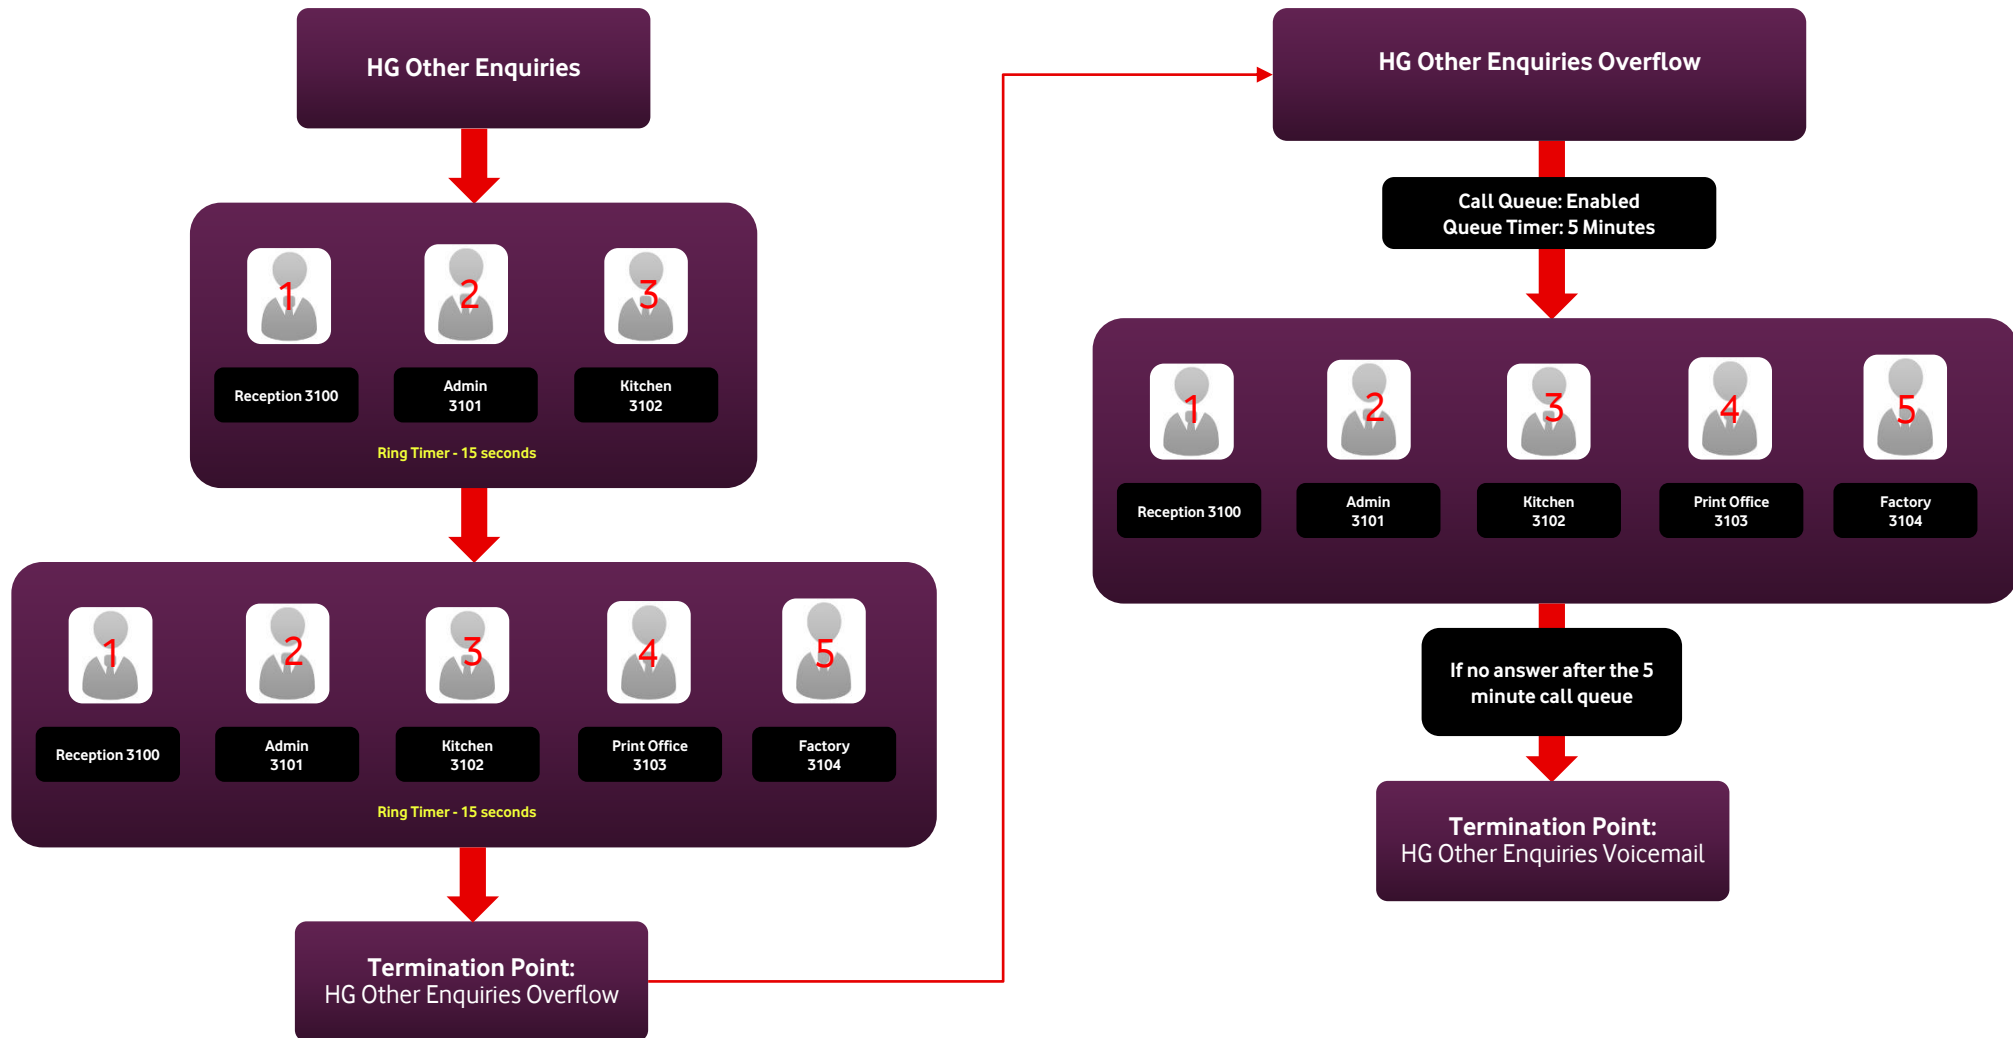 HG Other Enquiries
1
2
3
Reception 3100
Admin
3101
Kitchen
3102
Ring Timer - 15 seconds
1
2
3
4
5
Reception 3100
Admin
3101
Kitchen
3102
Print Office
3103
Factory
3104
Ring Timer - 15 seconds
Termination Point:
HG Other Enquiries Overflow
HG Other Enquiries Overflow
Call Queue: Enabled
Queue Timer: 5 Minutes
1
2
3
4
5
Reception 3100
Admin
3101
Kitchen
3102
Print Office
3103
Factory
3104
If no answer after the 5
minute call queue
Termination Point:
HG Other Enquiries Voicemail